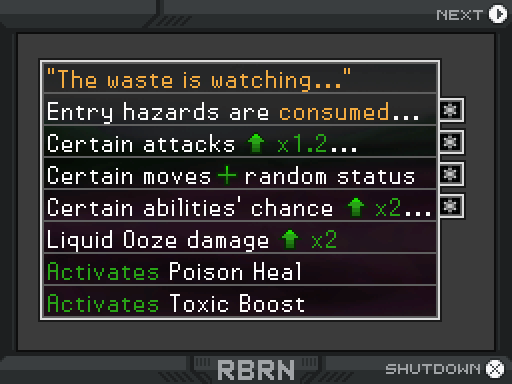 NEXT
"The waste is watching..."
Entry hazards are consumed...
Certain attacks ⬆ x1.2...
Certain moves + random status
Certain abilities' chance ⬆ x2...
Liquid Ooze damage ⬆ x2
Activates Poison Heal
Activates Toxic Boost
RBRN
SHUTDOWN